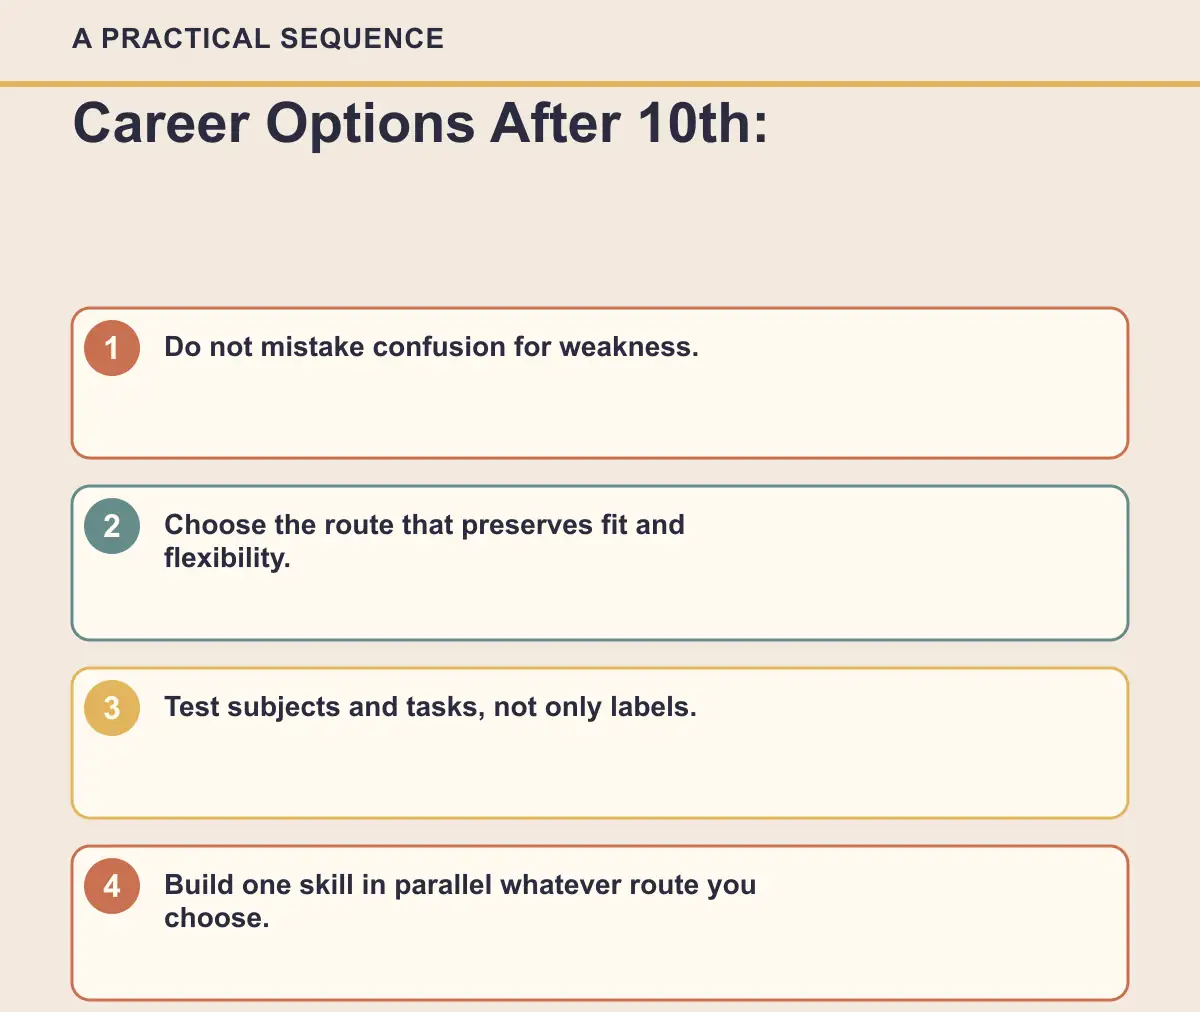 A PRACTICAL SEQUENCE
Career Options After 10th:
1
Do not mistake confusion for weakness.
2
Choose the route that preserves fit and
flexibility.
3
Test subjects and tasks, not only labels.
4
Build one skill in parallel whatever route you
choose.